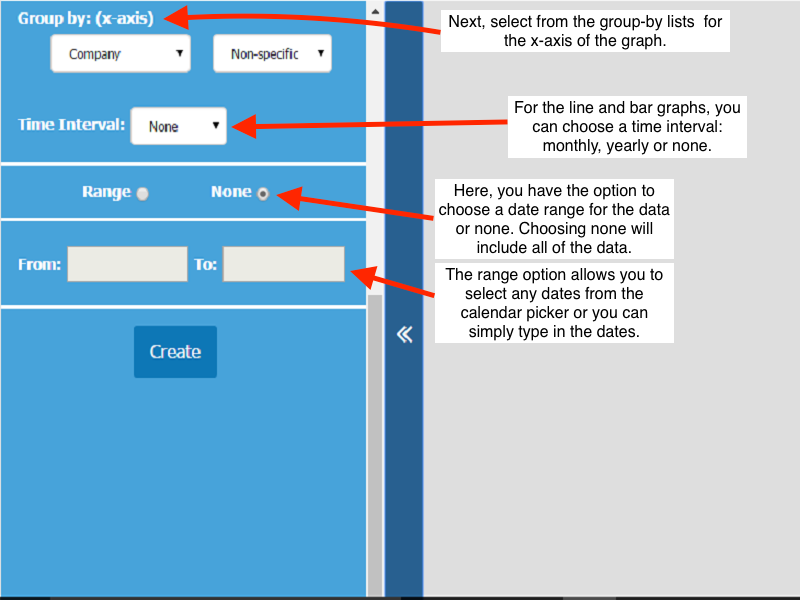 Group by: (x-axis)
Company
Non-specific
Time Interval:
None
Range
None
From:
To:
Create
Next, select from the group-by lists for
the x-axis of the graph.
For the line and bar graphs, you
can choose a time interval:
monthly, yearly or none.
Here, you have the option to
choose a date range for the data
or none. Choosing none will
include all of the data.
The range option allows you to
select any dates from the
calendar picker or you can
simply type in the dates.